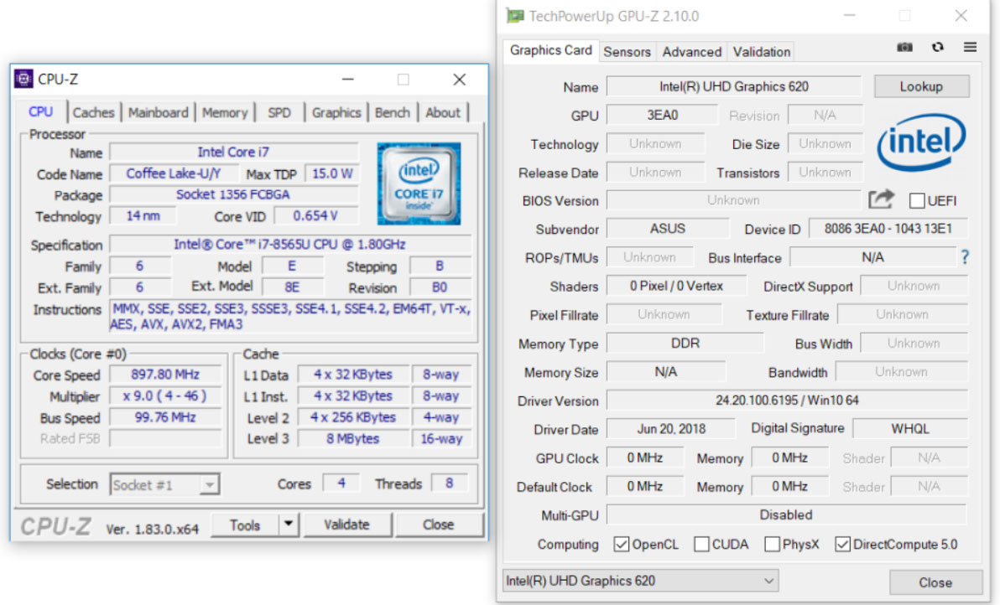 CPU-Z
CPU Caches Mainboard Memory SPD Graphics Bench About
Processor
Name Intel Core i7
Code Name Coffee Lake-U/Y Max TDP 15.0 W
Package Socket 1356 FCBGA
Technology 14 nm Core VID 0.654 V
intel
CORE i7
inside
Specification Intel® Core™ i7-8565U CPU @ 1.80GHz
Family 6 Model E Stepping B
Ext. Family 6 Ext. Model 8E Revision B0
Instructions MMX, SSE, SSE2, SSE3, SSSE3, SSE4.1, SSE4.2, EM64T, VT-x,
AES, AVX, AVX2, FMA3
Clocks (Core #0)
Core Speed 897.80 MHz
Multiplier x 9.0 ( 4 - 46 )
Bus Speed 99.76 MHz
Rated FSB
Cache
L1 Data 4 x 32 KBytes 8-way
L1 Inst. 4 x 32 KBytes 8-way
Level 2 4 x 256 KBytes 4-way
Level 3 8 MBytes 16-way
Selection Socket #1 Cores 4 Threads 8
CPU-Z Ver. 1.83.0.x64 Tools Validate Close
TechPowerUp GPU-Z 2.10.0
Graphics Card Sensors Advanced Validation
Name Intel(R) UHD Graphics 620 Lookup
GPU 3EA0 Revision N/A
intel
Technology Unknown Die Size Unknown
Release Date Unknown Transistors Unknown
BIOS Version Unknown UEFI
Subvendor ASUS Device ID 8086 3EA0 - 1043 13E1
ROPs/TMUs Unknown Bus Interface N/A ?
Shaders 0 Pixel / 0 Vertex DirectX Support Unknown
Pixel Fillrate Unknown Texture Fillrate Unknown
Memory Type DDR Bus Width Unknown
Memory Size N/A Bandwidth Unknown
Driver Version 24.20.100.6195 / Win10 64
Driver Date Jun 20, 2018 Digital Signature WHQL
GPU Clock 0 MHz Memory 0 MHz Shader N/A
Default Clock 0 MHz Memory 0 MHz Shader N/A
Multi-GPU Disabled
Computing OpenCL CUDA PhysX DirectCompute 5.0
Intel(R) UHD Graphics 620 Close